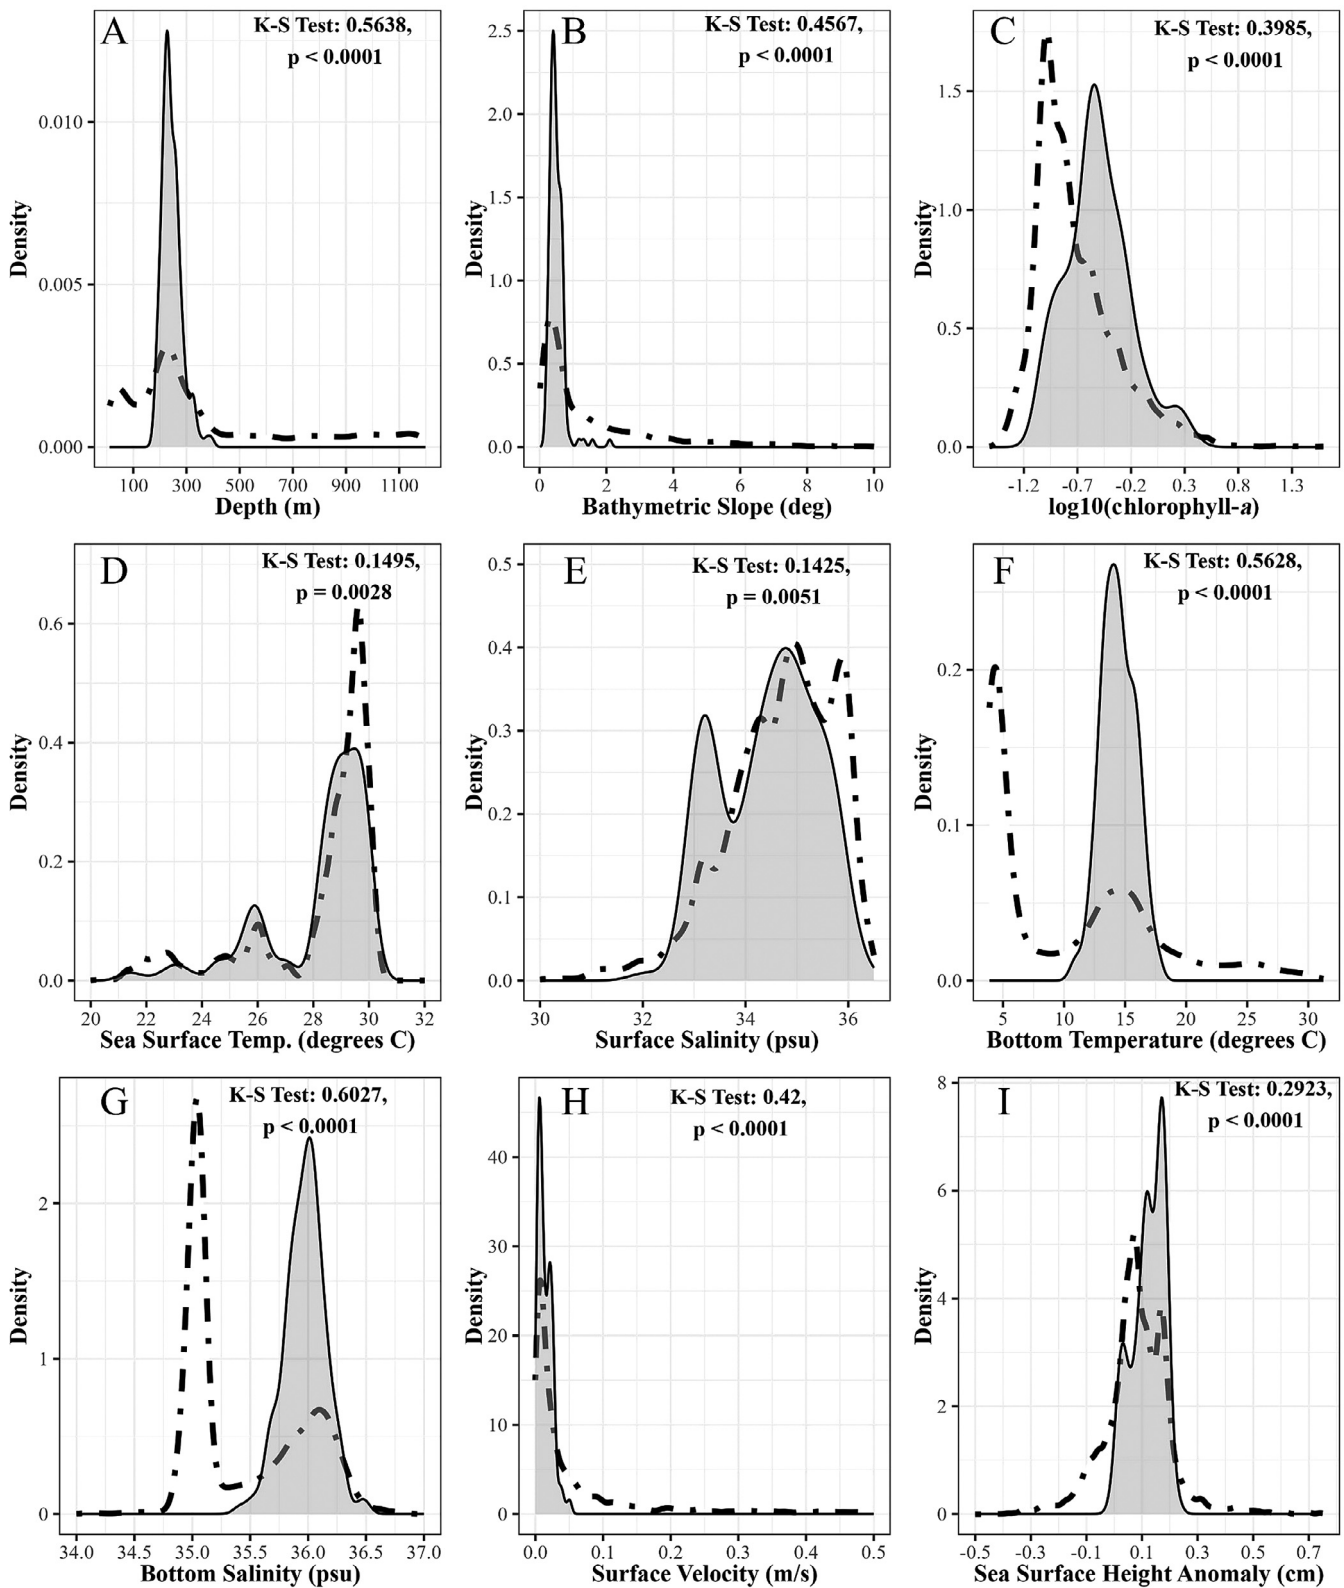 A
K-S Test: 0.5638,
p < 0.0001
Density
0.010
0.005
0.000
100 300 500 700 900 1100
Depth (m)
B
K-S Test: 0.4567,
p < 0.0001
Density
2.5
2.0
1.5
1.0
0.5
0.0
0 2 4 6 8 10
Bathymetric Slope (deg)
C
K-S Test: 0.3985,
p < 0.0001
Density
1.5
1.0
0.5
0.0
-1.2 -0.7 -0.2 0.3 0.8 1.3
log10(chlorophyll-a)
D
K-S Test: 0.1495,
p = 0.0028
Density
0.6
0.4
0.2
0.0
20 22 24 26 28 30 32
Sea Surface Temp. (degrees C)
E
K-S Test: 0.1425,
p = 0.0051
Density
0.5
0.4
0.3
0.2
0.1
0.0
30 32 34 36
Surface Salinity (psu)
F
K-S Test: 0.5628,
p < 0.0001
Density
0.2
0.1
0.0
5 10 15 20 25 30
Bottom Temperature (degrees C)
G
K-S Test: 0.6027,
p < 0.0001
Density
2
1
0
34.0 34.5 35.0 35.5 36.0 36.5 37.0
Bottom Salinity (psu)
H
K-S Test: 0.42,
p < 0.0001
Density
40
30
20
10
0
0.0 0.1 0.2 0.3 0.4 0.5
Surface Velocity (m/s)
I
K-S Test: 0.2923,
p < 0.0001
Density
8
6
4
2
0
-0.5 -0.3 -0.1 0.1 0.3 0.5 0.7
Sea Surface Height Anomaly (cm)